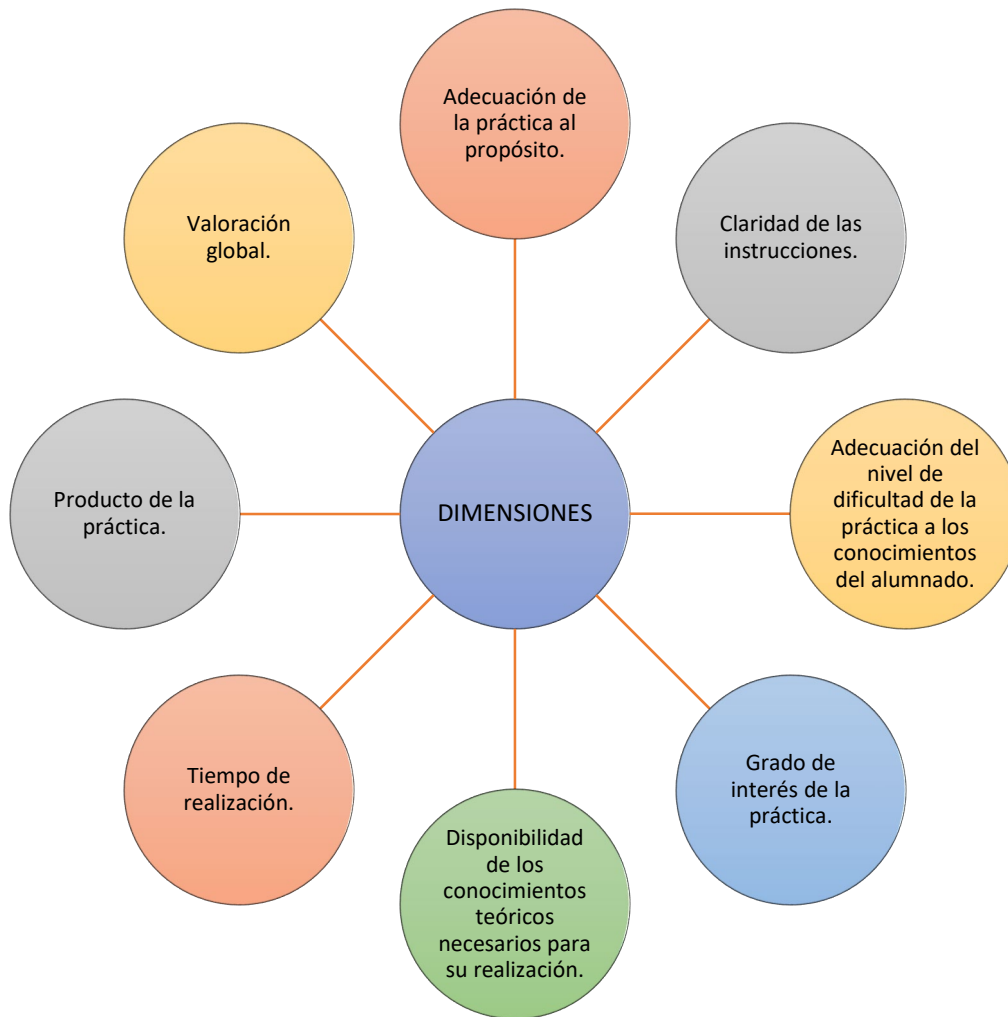 Adecuación de
la práctica al
propósito.
Claridad de las
instrucciones.
Adecuación del
nivel de
dificultad de la
práctica a los
conocimientos
del alumnado.
Grado de
interés de la
práctica.
Disponibilidad
de los
conocimientos
teóricos
necesarios para
su realización.
Tiempo de
realización.
Producto de la
práctica.
Valoración
global.
DIMENSIONES